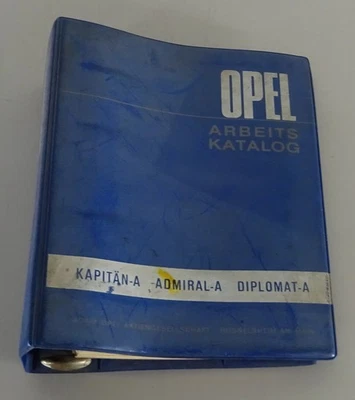 OPEL
ARBEITS
KATALOG
KAPITÄN-A ADMIRAL-A DIPLOMAT-A